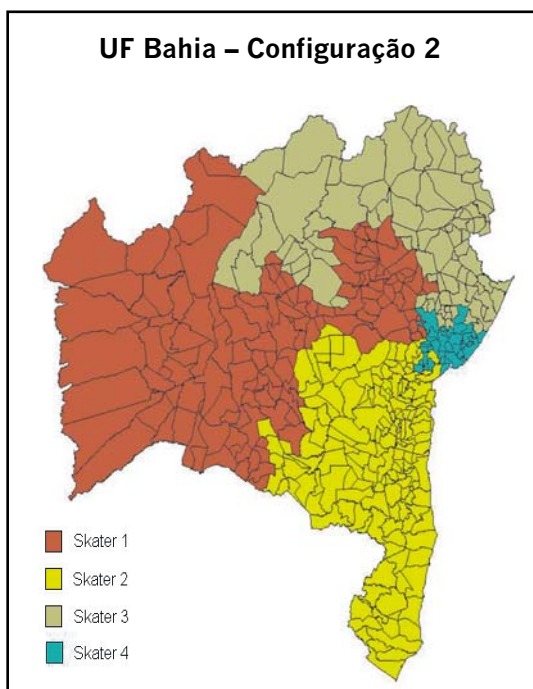 UF Bahia – Configuração 2
Skater 1
Skater 2
Skater 3
Skater 4